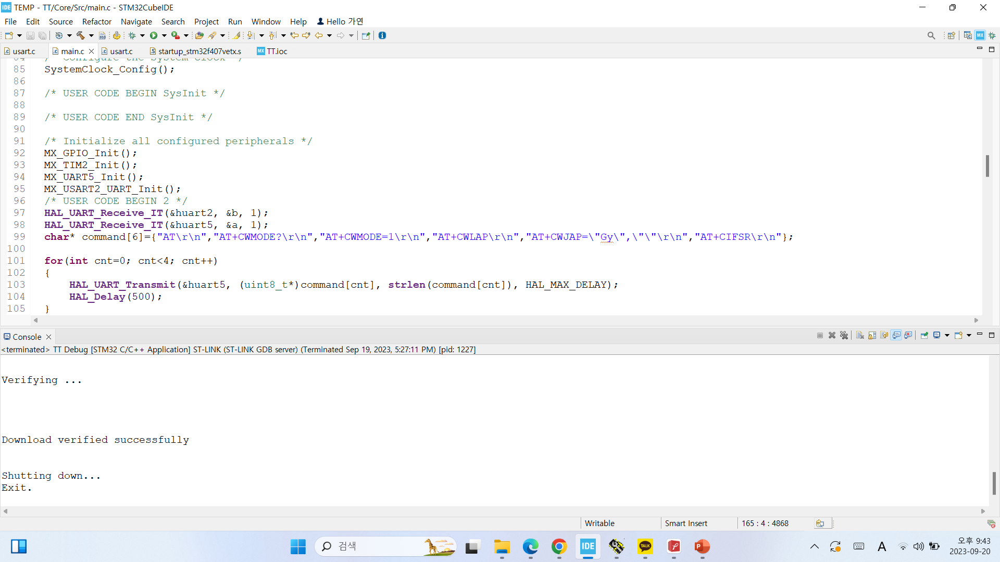 IDE TEMP - TT/Core/Src/main.c - STM32CubeIDE
File Edit Source Refactor Navigate Search Project Run Window Help Hello 가연
usart.c main.c usart.c startup_stm32f407vetx.s MX TT.ioc
85 SystemClock_Config();
86
87 /* USER CODE BEGIN SysInit */
88
89 /* USER CODE END SysInit */
90
91 /* Initialize all configured peripherals */
92 MX_GPIO_Init();
93 MX_TIM2_Init();
94 MX_UART5_Init();
95 MX_USART2_UART_Init();
96 /* USER CODE BEGIN 2 */
97 HAL_UART_Receive_IT(&huart2, &b, 1);
98 HAL_UART_Receive_IT(&huart5, &a, 1);
99 char* command[6]={"AT\r\n","AT+CWMODE?\r\n","AT+CWMODE=1\r\n","AT+CWLAP\r\n","AT+CWJAP=\"Gy\",\"\"\r\n","AT+CIFSR\r\n"};
100
101 for(int cnt=0; cnt<4; cnt++)
102 {
103 HAL_UART_Transmit(&huart5, (uint8_t*)command[cnt], strlen(command[cnt]), HAL_MAX_DELAY);
104 HAL_Delay(500);
105 }
Console
<terminated> TT Debug [STM32 C/C++ Application] ST-LINK (ST-LINK GDB server) (Terminated Sep 19, 2023, 5:27:11 PM) [pid: 1227]
Verifying ...
Download verified successfully
Shutting down...
Exit.
Writable Smart Insert 165 : 4 : 4868
검색 IDE TALK A 오후 9:43
2023-09-20